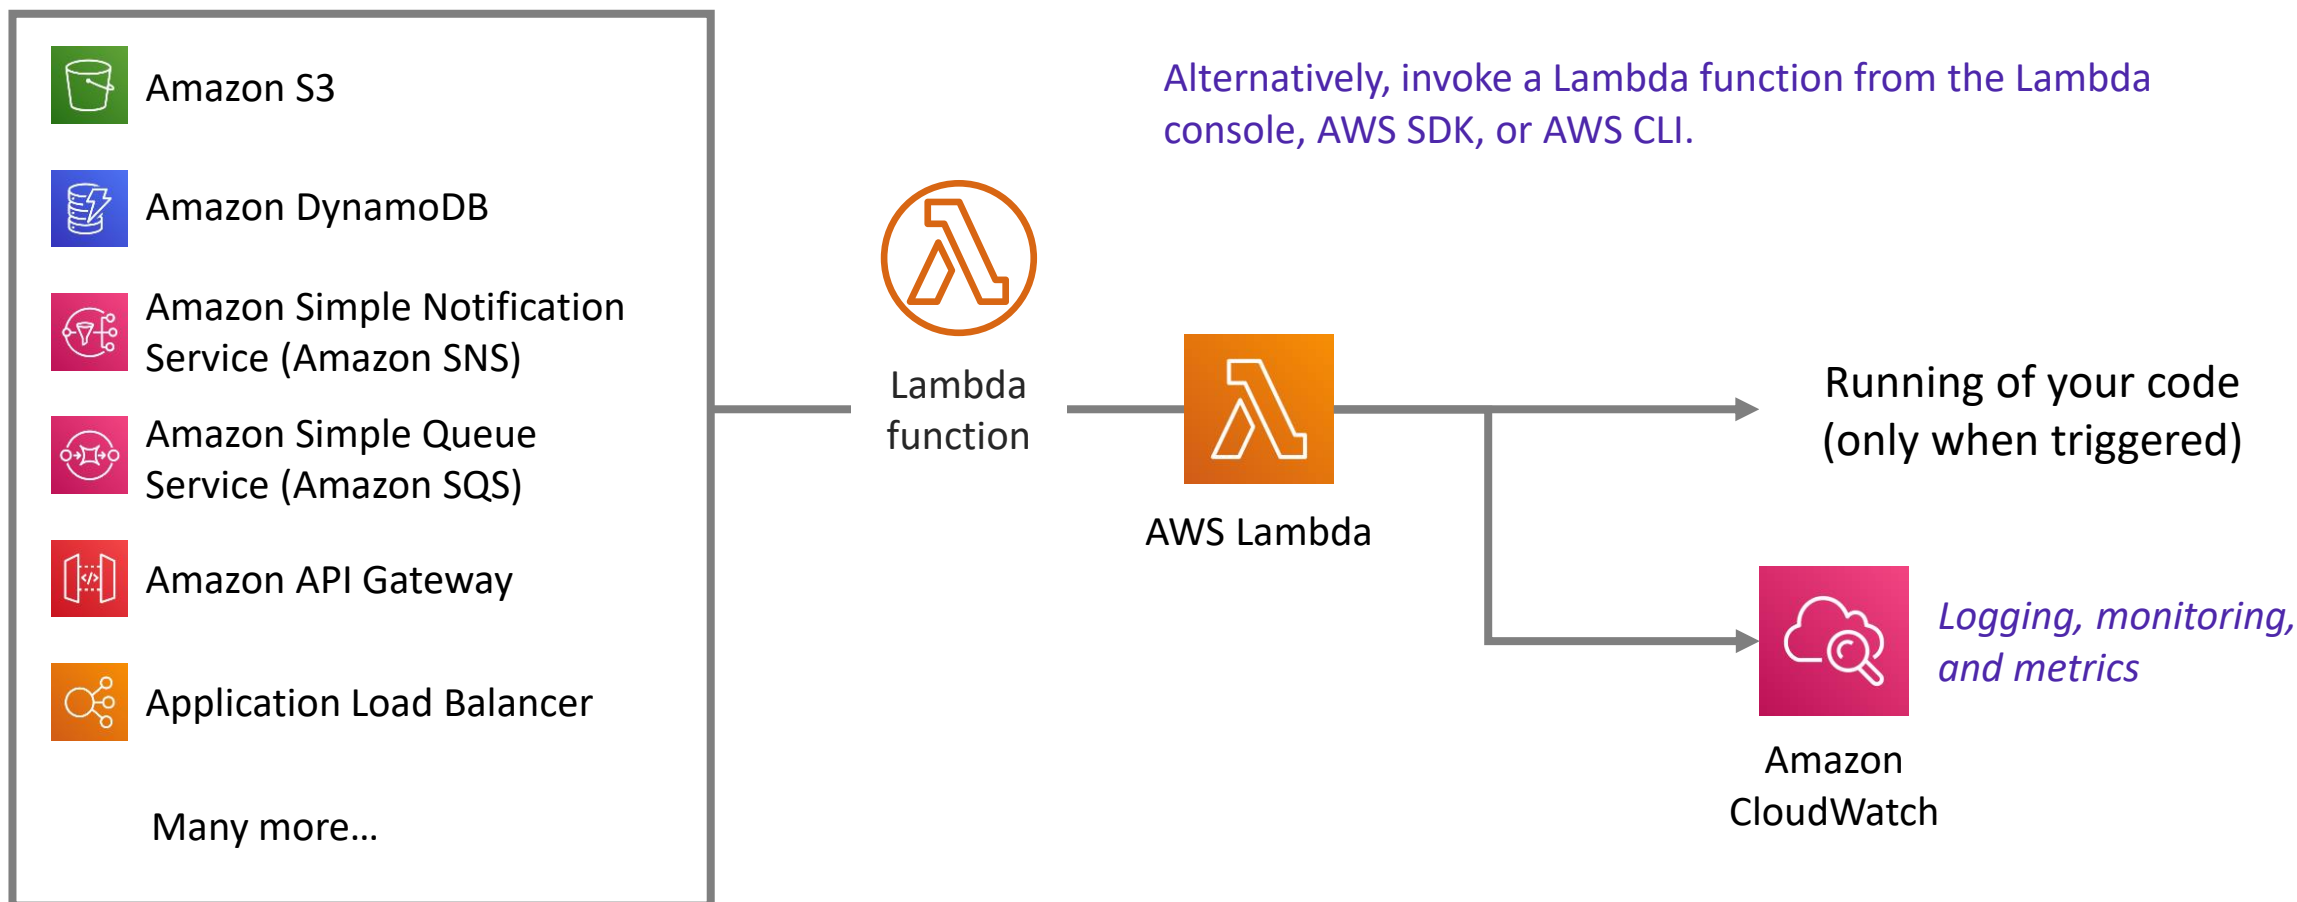 Amazon S3
Amazon DynamoDB
Amazon Simple Notification
Service (Amazon SNS)
Amazon Simple Queue
Service (Amazon SQS)
Amazon API Gateway
Application Load Balancer
Many more…
Alternatively, invoke a Lambda function from the Lambda
console, AWS SDK, or AWS CLI.
Lambda
function
AWS Lambda
Running of your code
(only when triggered)
Logging, monitoring,
and metrics
Amazon
CloudWatch